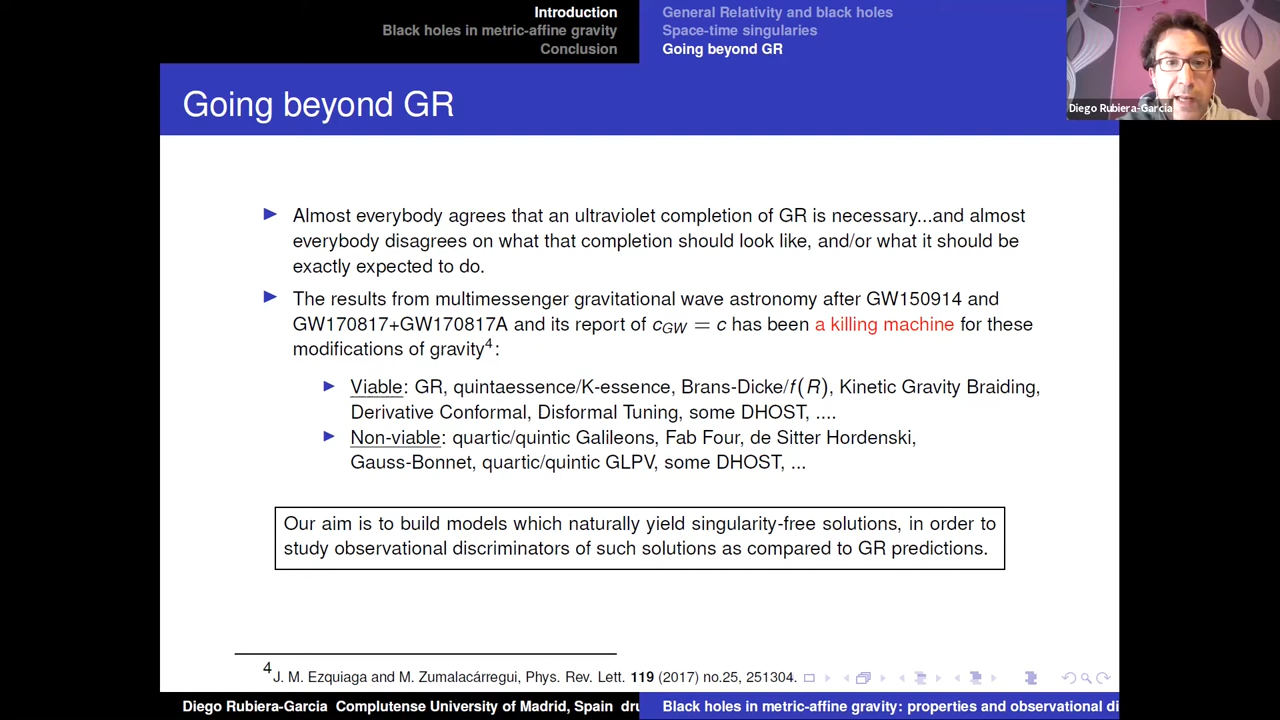 Introduction
Black holes in metric-affine gravity
Conclusion
General Relativity and black holes
Space-time singularies
Going beyond GR
Diego Rubiera-Garcia
Going beyond GR
Almost everybody agrees that an ultraviolet completion of GR is necessary...and almost
everybody disagrees on what that completion should look like, and/or what it should be
exactly expected to do.
The results from multimessenger gravitational wave astronomy after GW150914 and
GW170817+GW170817A and its report of c_GW = c has been a killing machine for these
modifications of gravity⁴:
Viable: GR, quintaessence/K-essence, Brans-Dicke/f(R), Kinetic Gravity Braiding,
Derivative Conformal, Disformal Tuning, some DHOST, ....
Non-viable: quartic/quintic Galileons, Fab Four, de Sitter Hordenski,
Gauss-Bonnet, quartic/quintic GLPV, some DHOST, ...
Our aim is to build models which naturally yield singularity-free solutions, in order to
study observational discriminators of such solutions as compared to GR predictions.
⁴J. M. Ezquiaga and M. Zumalacárregui, Phys. Rev. Lett. 119 (2017) no.25, 251304.
Diego Rubiera-Garcia Complutense University of Madrid, Spain dru
Black holes in metric-affine gravity: properties and observational di